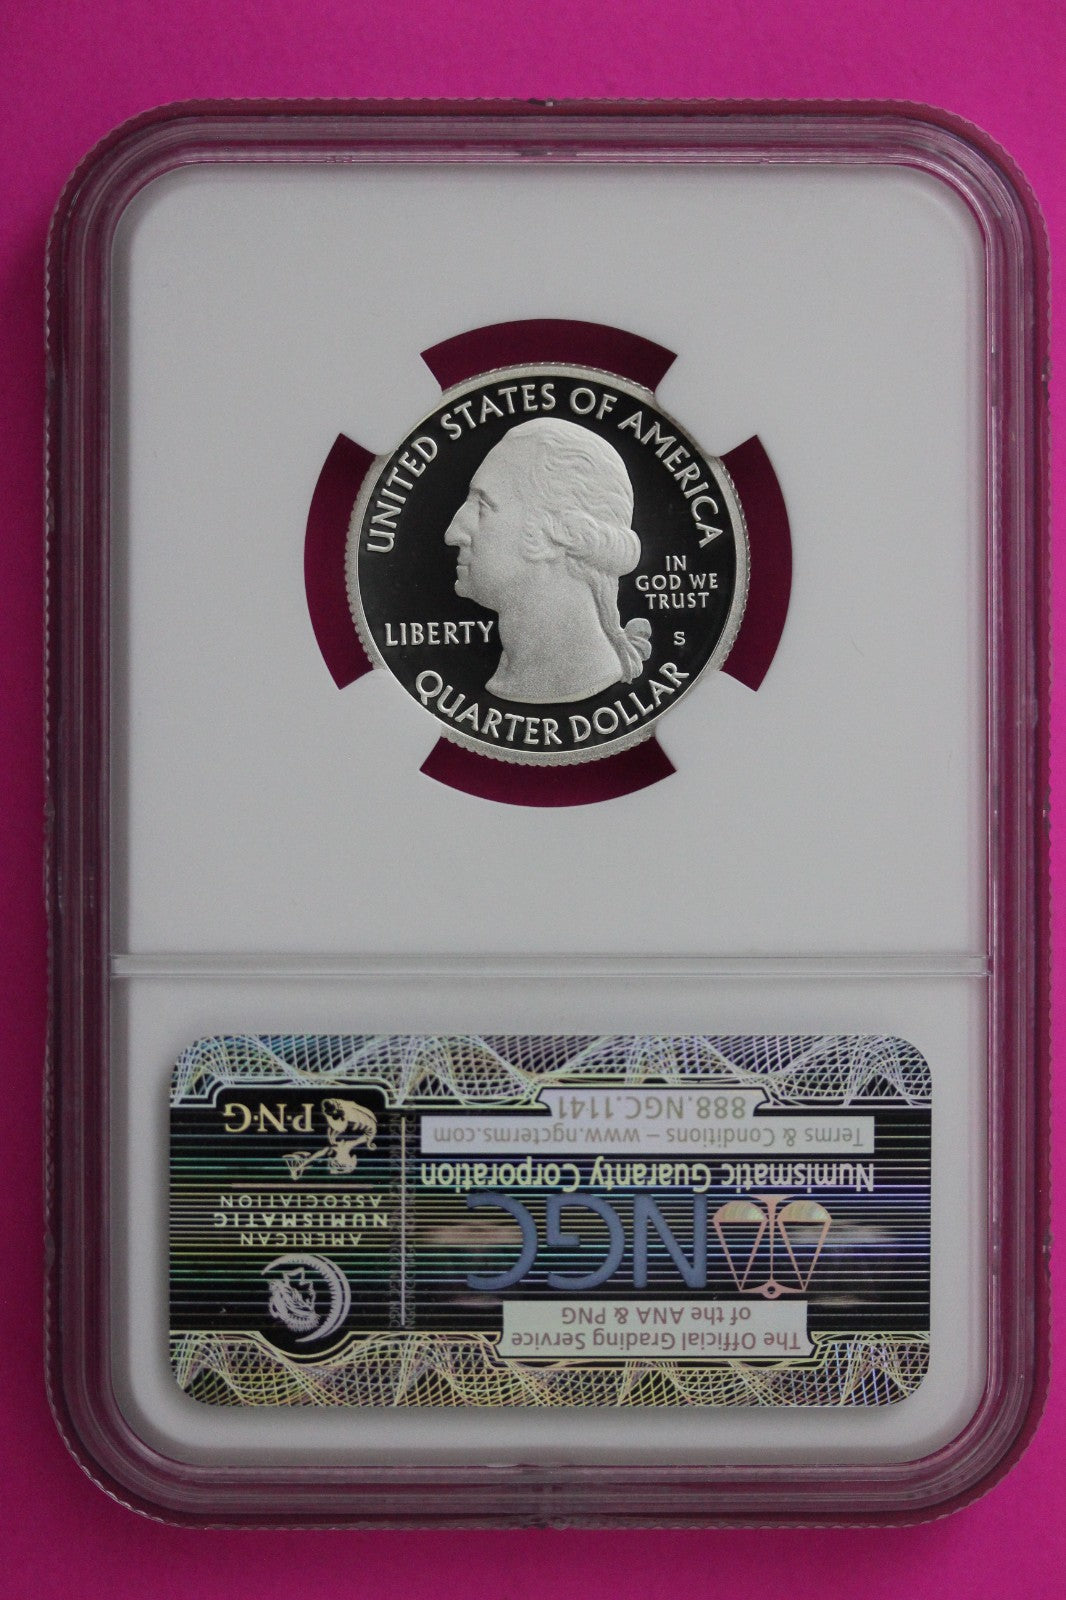 UNITED STATES OF AMERICA
IN
GOD WE
TRUST
LIBERTY
S
QUARTER DOLLAR
The Official Grading Service
of the ANA & PNG
NGC
Numismatic Guaranty Corporation
Terms & Conditions – www.ngcterms.com
888.NGC.1141
AMERICAN
NUMISMATIC
ASSOCIATION
P·N·G